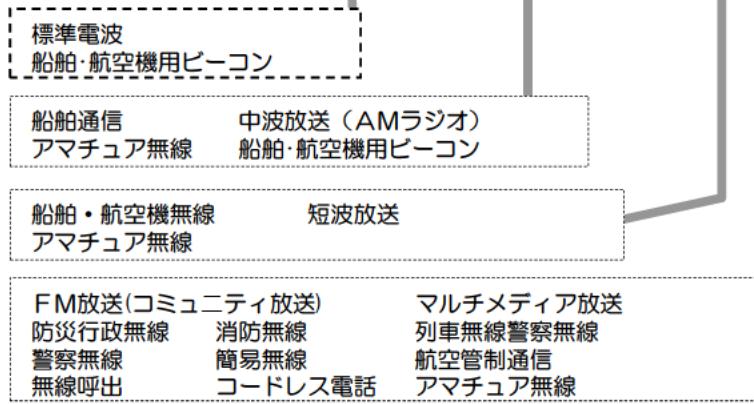 標準電波
船舶·航空機用ビーコン
船舶通信 中波放送（AMラジオ）
アマチュア無線 船舶·航空機用ビーコン
船舶・航空機無線 短波放送
アマチュア無線
FM放送(コミュニティ放送) マルチメディア放送
防災行政無線 消防無線 列車無線警察無線
警察無線 簡易無線 航空管制通信
無線呼出 コードレス電話 アマチュア無線